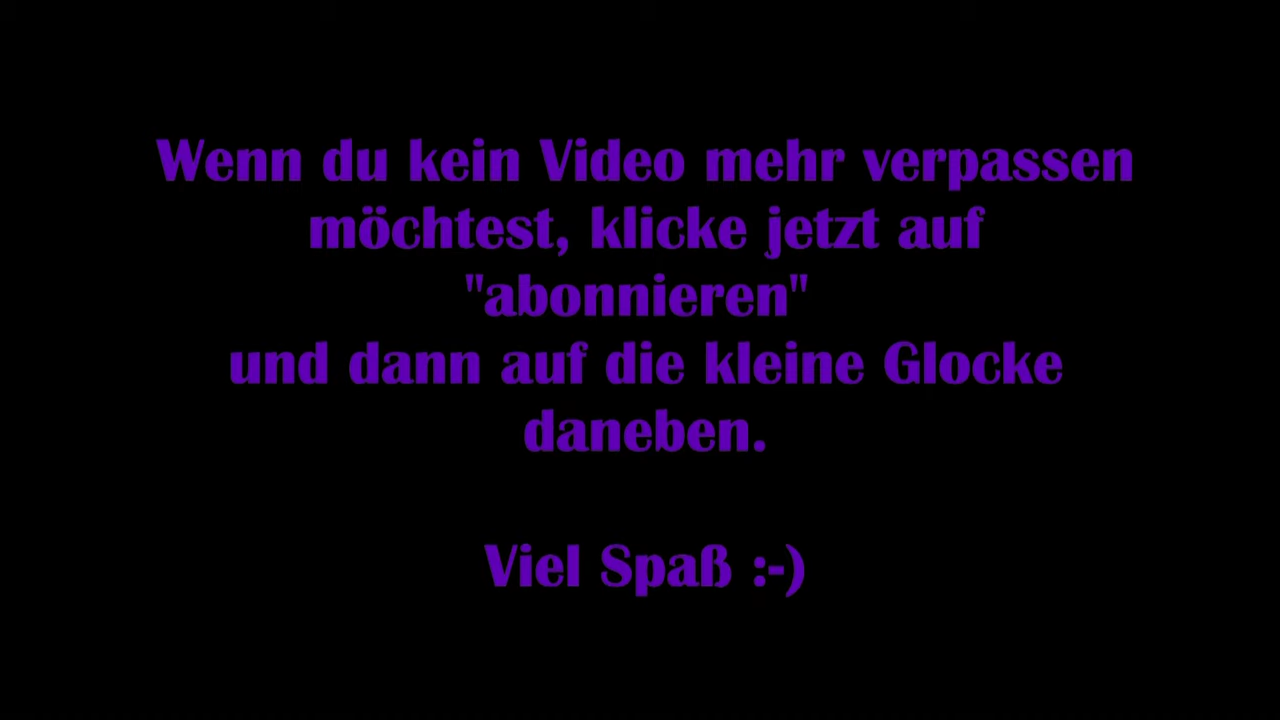 Wenn du kein Video mehr verpassen
möchtest, klicke jetzt auf
"abonnieren"
und dann auf die kleine Glocke
daneben.
Viel Spaß :-)